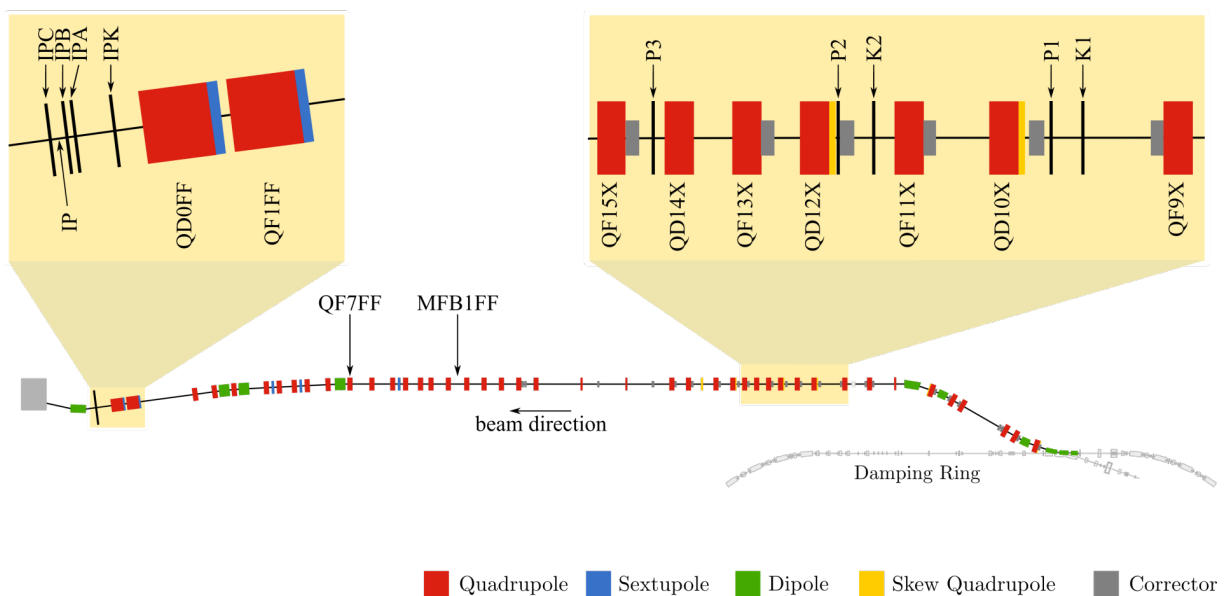 IPC
IPB
IPA
IPK
IP
QD0FF
QF1FF
P3
P2
K2
P1
K1
QF15X
QD14X
QF13X
QD12X
QF11X
QD10X
QF9X
QF7FF
MFB1FF
beam direction
Damping Ring
Quadrupole
Sextupole
Dipole
Skew Quadrupole
Corrector